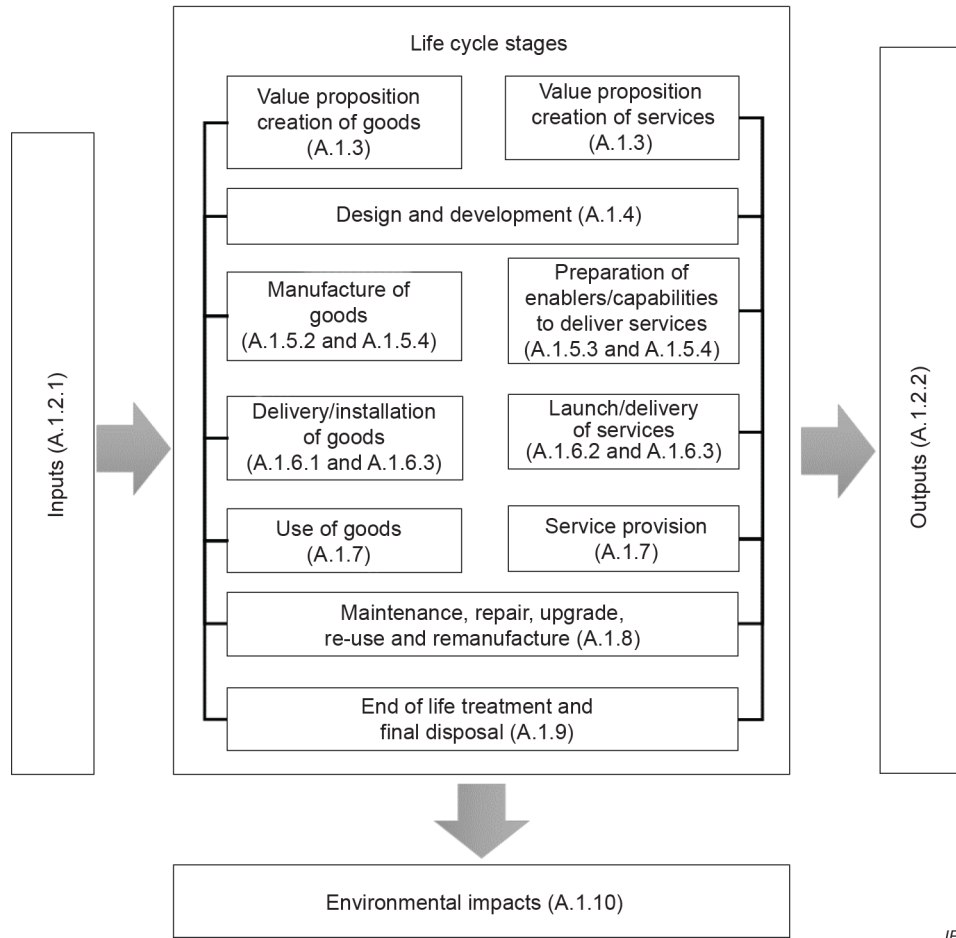 Life cycle stages
Value proposition
creation of goods
(A.1.3)
Value proposition
creation of services
(A.1.3)
Design and development (A.1.4)
Manufacture of
goods
(A.1.5.2 and A.1.5.4)
Preparation of
enablers/capabilities
to deliver services
(A.1.5.3 and A.1.5.4)
Delivery/installation
of goods
(A.1.6.1 and A.1.6.3)
Launch/delivery
of services
(A.1.6.2 and A.1.6.3)
Use of goods
(A.1.7)
Service provision
(A.1.7)
Maintenance, repair, upgrade,
re-use and remanufacture (A.1.8)
End of life treatment and
final disposal (A.1.9)
Inputs (A.1.2.1)
Outputs (A.1.2.2)
Environmental impacts (A.1.10)